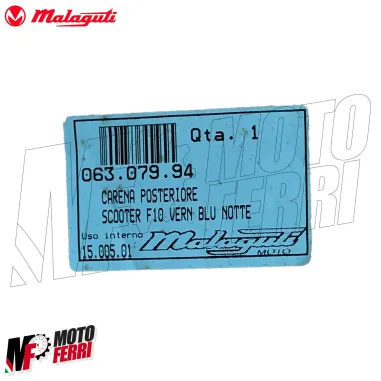 Malaguti
Qta. 1
063.079.94
CARENA POSTERIORE
SCOOTER F10 VERN BLU NOTTE
Uso interno
15.005.01
Malaguti
MOTO
MOTO
FERRI
MF
MOTO
FERRI